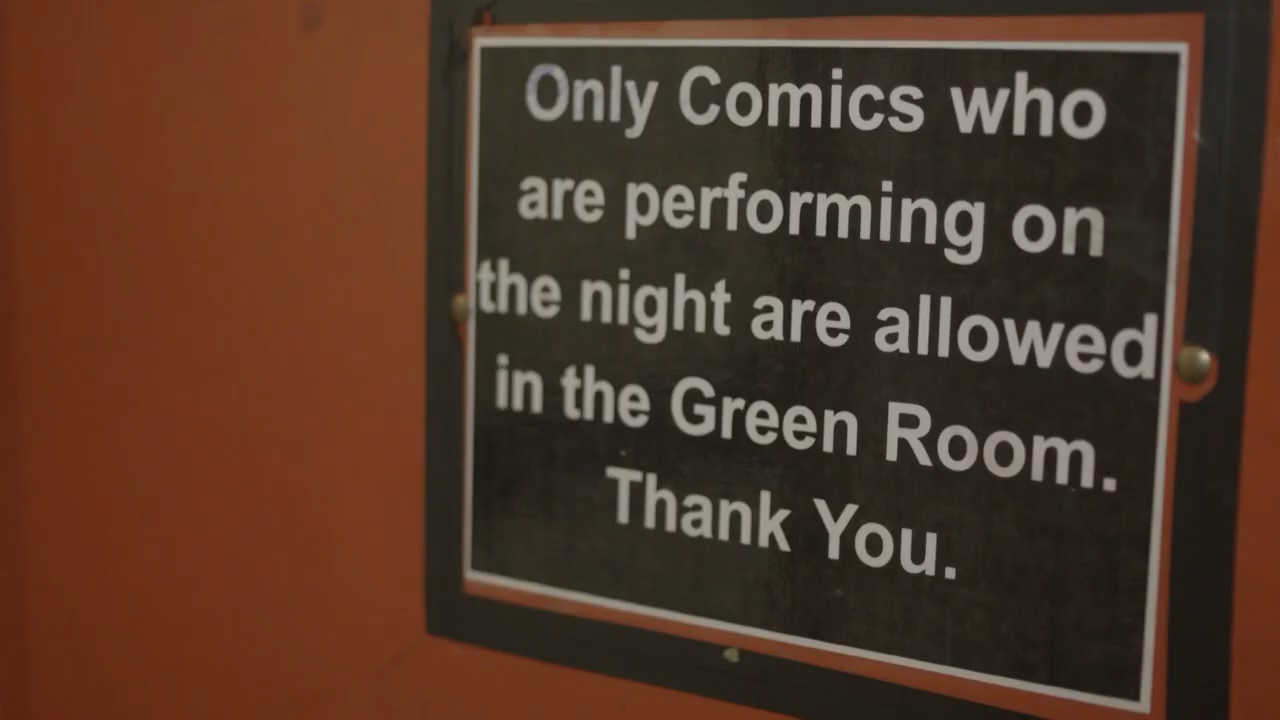 Only Comics who
are performing on
the night are allowed
in the Green Room.
Thank You.